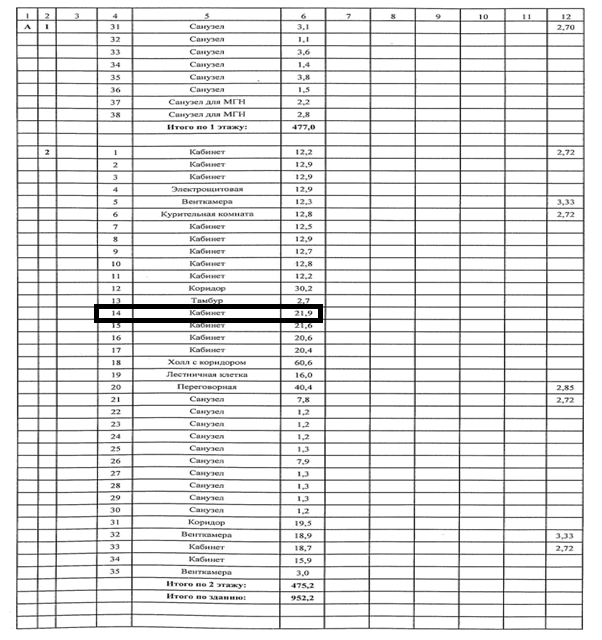 1 2 3 4 5 6 7 8 9 10 11 12
А 1 31 Санузел 3,1 2,70
32 Санузел 1,1
33 Санузел 3,6
34 Санузел 1,4
35 Санузел 3,8
36 Санузел 1,5
37 Санузел для МГН 2,2
38 Санузел для МГН 2,8
Итого по 1 этажу: 477,0
2 1 Кабинет 12,2 2,72
2 Кабинет 12,9
3 Кабинет 12,9
4 Электрощитовая 12,9
5 Венткамера 12,3 3,33
6 Курительная комната 12,8 2,72
7 Кабинет 12,5
8 Кабинет 12,9
9 Кабинет 12,7
10 Кабинет 12,8
11 Кабинет 12,2
12 Коридор 30,2
13 Тамбур 2,7
14 Кабинет 21,9
15 Кабинет 21,6
16 Кабинет 20,6
17 Кабинет 20,4
18 Холл с коридором 60,6
19 Лестничная клетка 16,0
20 Переговорная 40,4 2,85
21 Санузел 7,8 2,72
22 Санузел 1,2
23 Санузел 1,2
24 Санузел 1,2
25 Санузел 1,3
26 Санузел 7,9
27 Санузел 1,3
28 Санузел 1,3
29 Санузел 1,3
30 Санузел 1,2
31 Коридор 19,5
32 Венткамера 18,9 3,33
33 Кабинет 18,7 2,72
34 Кабинет 15,9
35 Венткамера 3,0
Итого по 2 этажу: 475,2
Итого по зданию: 952,2